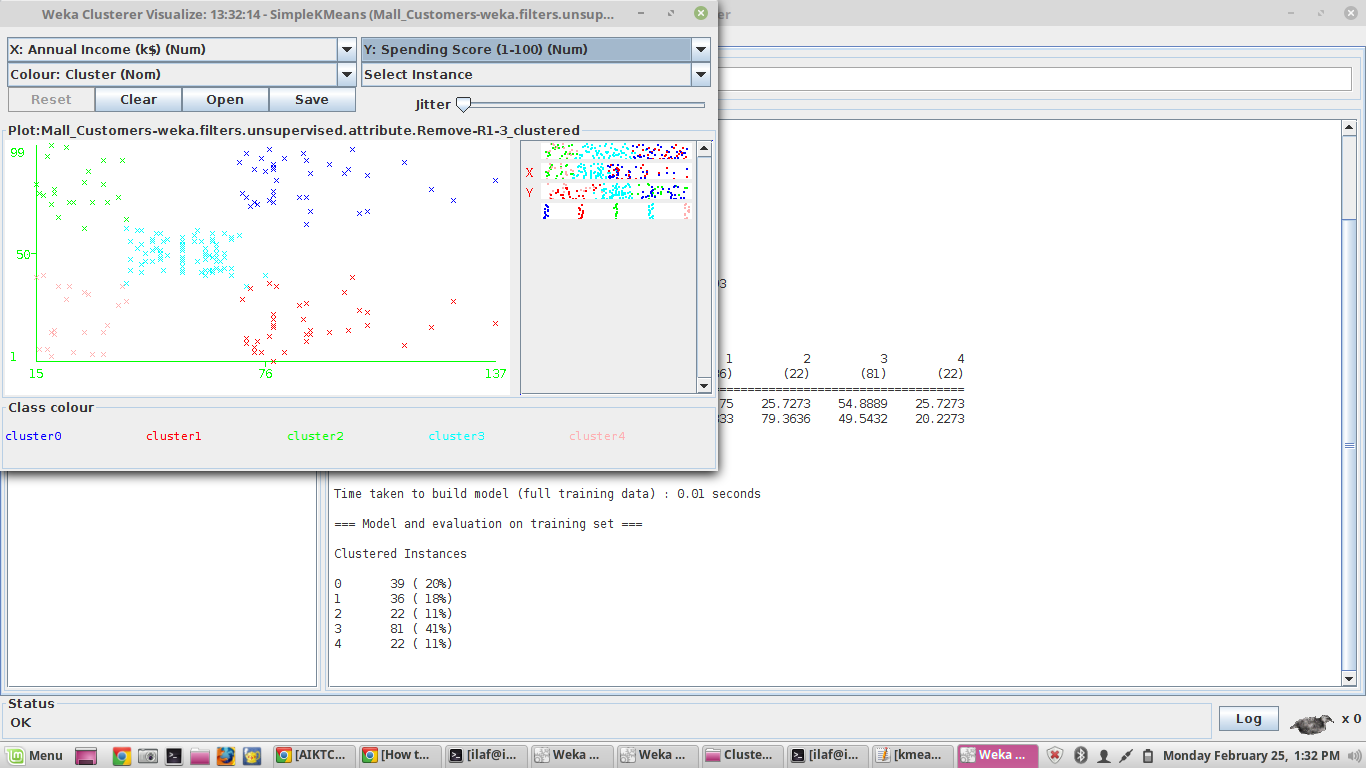 Weka Clusterer Visualize: 13:32:14 - SimpleKMeans (Mall_Customers-weka.filters.unsup...
er
X: Annual Income (k$) (Num)
Y: Spending Score (1-100) (Num)
Colour: Cluster (Nom)
Select Instance
Reset
Clear
Open
Save
Jitter
Plot:Mall_Customers-weka.filters.unsupervised.attribute.Remove-R1-3_clustered
99
50
1
15
76
137
X
Y
Class colour
cluster0
cluster1
cluster2
cluster3
cluster4
1 2 3 4
6) (22) (81) (22)
=================================
75 25.7273 54.8889 25.7273
33 79.3636 49.5432 20.2273
Time taken to build model (full training data) : 0.01 seconds
=== Model and evaluation on training set ===
Clustered Instances
0 39 ( 20%)
1 36 ( 18%)
2 22 ( 11%)
3 81 ( 41%)
4 22 ( 11%)
Status
OK
Log
x 0
Menu
[AIKTC...
[How t...
[ilaf@i...
Weka ...
Weka ...
Cluste...
[ilaf@i...
[kmea...
Weka ...
Monday February 25, 1:32 PM